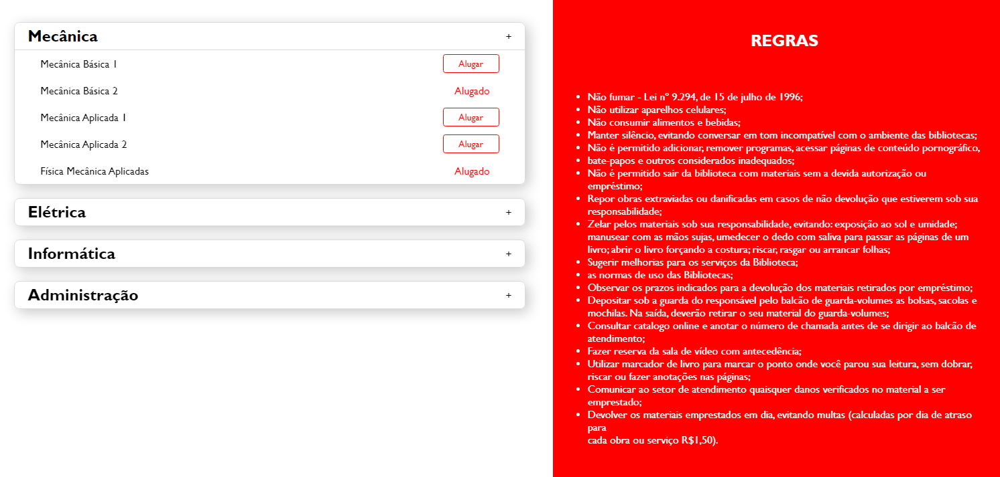 Mecânica +
Mecânica Básica 1 Alugar
Mecânica Básica 2 Alugado
Mecânica Aplicada 1 Alugar
Mecânica Aplicada 2 Alugar
Física Mecânica Aplicadas Alugado
Elétrica +
Informática +
Administração +
REGRAS
• Não fumar - Lei nº 9.294, de 15 de julho de 1996;
• Não utilizar aparelhos celulares;
• Não consumir alimentos e bebidas;
• Manter silêncio, evitando conversar em tom incompatível com o ambiente das bibliotecas;
• Não é permitido adicionar, remover programas, acessar páginas de conteúdo pornográfico,
• bate-papos e outros considerados inadequados;
• Não é permitido sair da biblioteca com materiais sem a devida autorização ou
empréstimo;
• Repor obras extraviadas ou danificadas em casos de não devolução que estiverem sob sua
responsabilidade;
• Zelar pelos materiais sob sua responsabilidade, evitando: exposição ao sol e umidade;
manusear com as mãos sujas, umedecer o dedo com saliva para passar as páginas de um
livro; abrir o livro forçando a costura; riscar, rasgar ou arrancar folhas;
• Sugerir melhorias para os serviços da Biblioteca;
• as normas de uso das Bibliotecas;
• Observar os prazos indicados para a devolução dos materiais retirados por empréstimo;
• Depositar sob a guarda do responsável pelo balcão de guarda-volumes as bolsas, sacolas e
mochilas. Na saída, deverão retirar o seu material do guarda-volumes;
• Consultar catalogo online e anotar o número de chamada antes de se dirigir ao balcão de
atendimento;
• Fazer reserva da sala de vídeo com antecedência;
• Utilizar marcador de livro para marcar o ponto onde você parou sua leitura, sem dobrar,
riscar ou fazer anotações nas páginas;
• Comunicar ao setor de atendimento quaisquer danos verificados no material a ser
emprestado;
• Devolver os materiais emprestados em dia, evitando multas (calculadas por dia de atraso
para
cada obra ou serviço R$1,50).